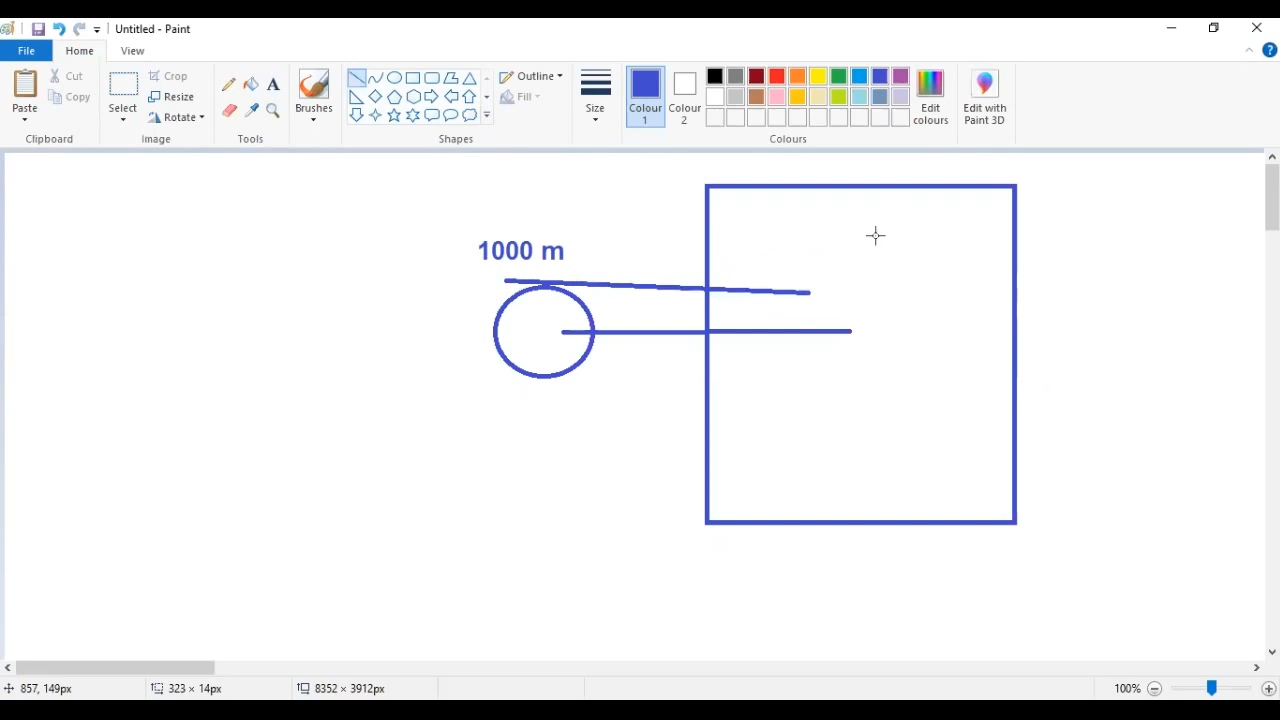 Untitled - Paint
File Home View
Paste
Cut
Copy
Clipboard
Select
Crop
Resize
Rotate
Image
A
Tools
Brushes
Outline
Fill
Shapes
Size
Colour 1
Colour 2
Edit colours
Colours
Edit with Paint 3D
1000 m
857, 149px
323 × 14px
8352 × 3912px
100%